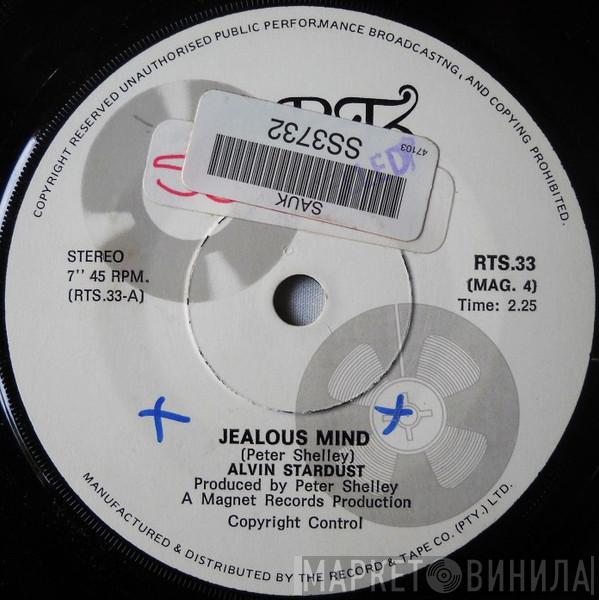 COPYRIGHT RESERVED UNAUTHORISED PUBLIC PERFORMANCE BROADCASTNG, AND COPYING PROHIBITED.
47103
SS3732
SAUK
STEREO
7'' 45 RPM.
(RTS.33-A)
RTS.33
(MAG. 4)
Time: 2.25
JEALOUS MIND
(Peter Shelley)
ALVIN STARDUST
Produced by Peter Shelley
A Magnet Records Production
Copyright Control
MANUFACTURED & DISTRIBUTED BY THE RECORD & TAPE CO. (PTY.) LTD.
МАРКЕТ ВИНИЛА